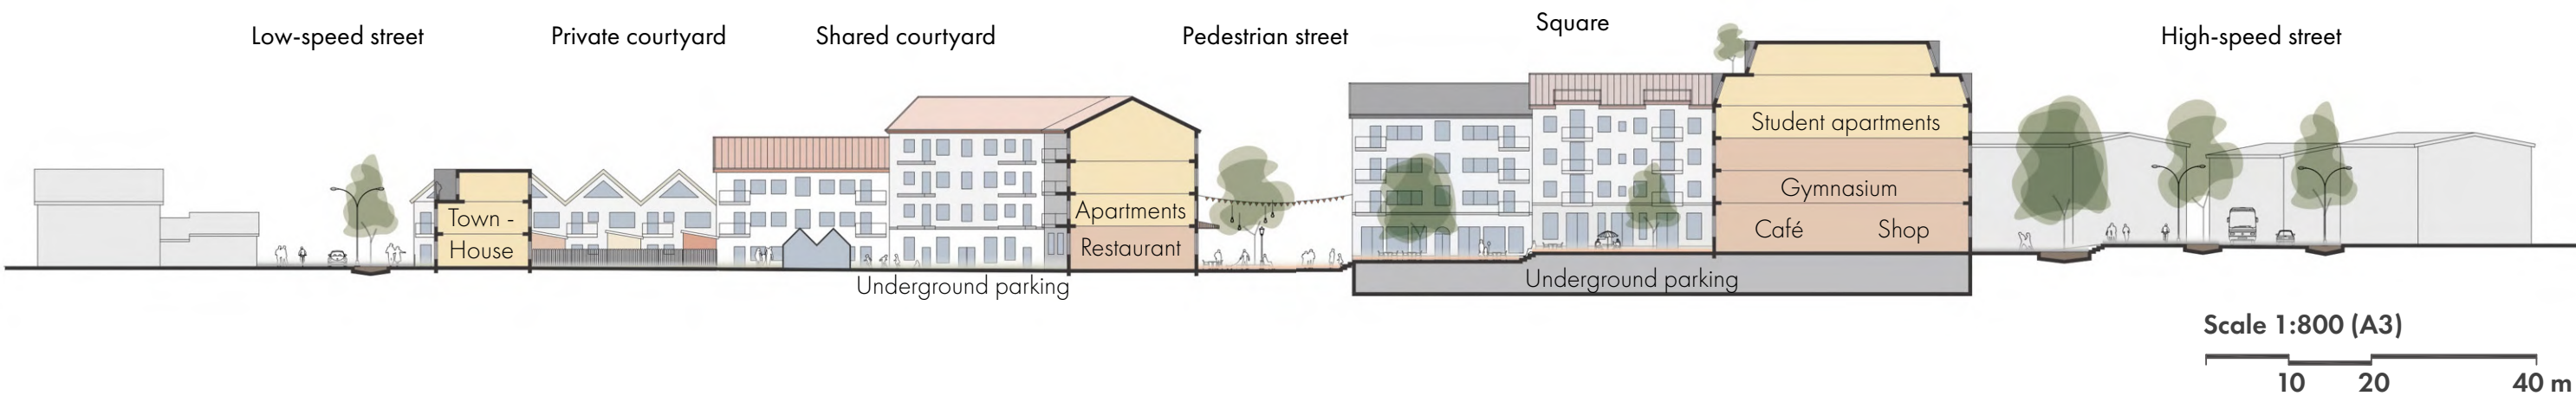 Low-speed street
Private courtyard
Shared courtyard
Pedestrian street
Square
High-speed street
Town -
House
Apartments
Restaurant
Underground parking
Student apartments
Gymnasium
Café
Shop
Underground parking
Scale 1:800 (A3)
10 20 40 m